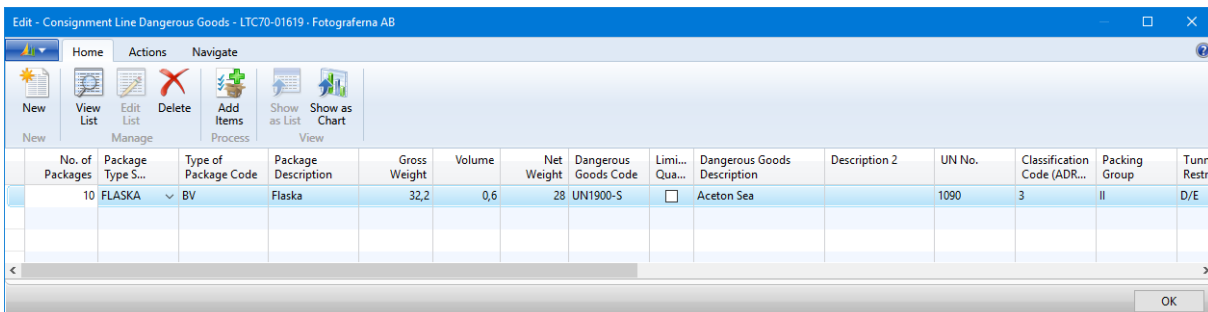 Edit - Consignment Line Dangerous Goods - LTC70-01619 · Fotograferna AB
Home Actions Navigate
New View List Edit List Delete Add Items Show as List Show as Chart
New Manage Process View
No. of Packages Package Type S... Type of Package Code Package Description Gross Weight Volume Net Weight Dangerous Goods Code Limi... Qua... Dangerous Goods Description Description 2 UN No. Classification Code (ADR... Packing Group Tunn Restr
10 FLASKA BV Flaska 32,2 0,6 28 UN1900-S Aceton Sea 1090 3 II D/E
OK